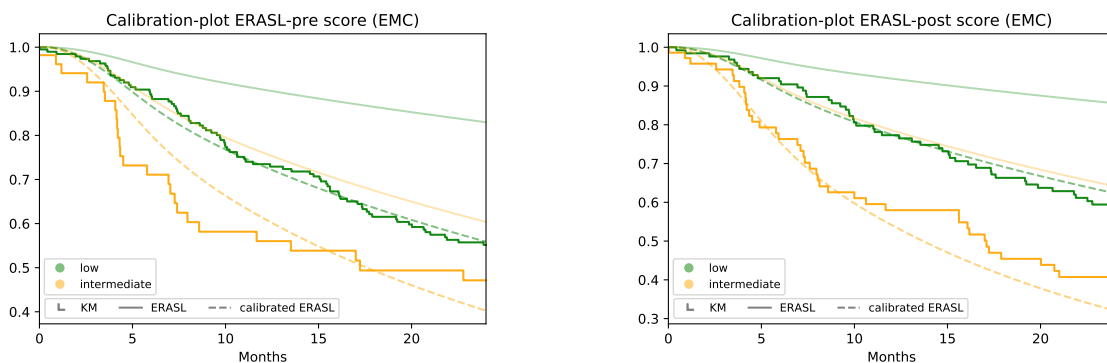 Calibration-plot ERASL-pre score (EMC)
1.0
0.9
0.8
0.7
0.6
0.5
0.4
low
intermediate
KM
ERASL
calibrated ERASL
0
5
10
15
20
Months
Calibration-plot ERASL-post score (EMC)
1.0
0.9
0.8
0.7
0.6
0.5
0.4
0.3
low
intermediate
KM
ERASL
calibrated ERASL
0
5
10
15
20
Months